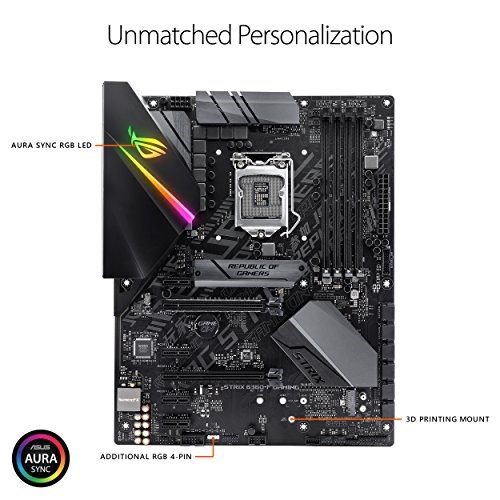 Unmatched Personalization
AURA SYNC RGB LED
REPUBLIC OF
GAMERS
STRIX
STRIX B360-F GAMING
3D PRINTING MOUNT
ADDITIONAL RGB 4-PIN
ASUS
AURA
SYNC